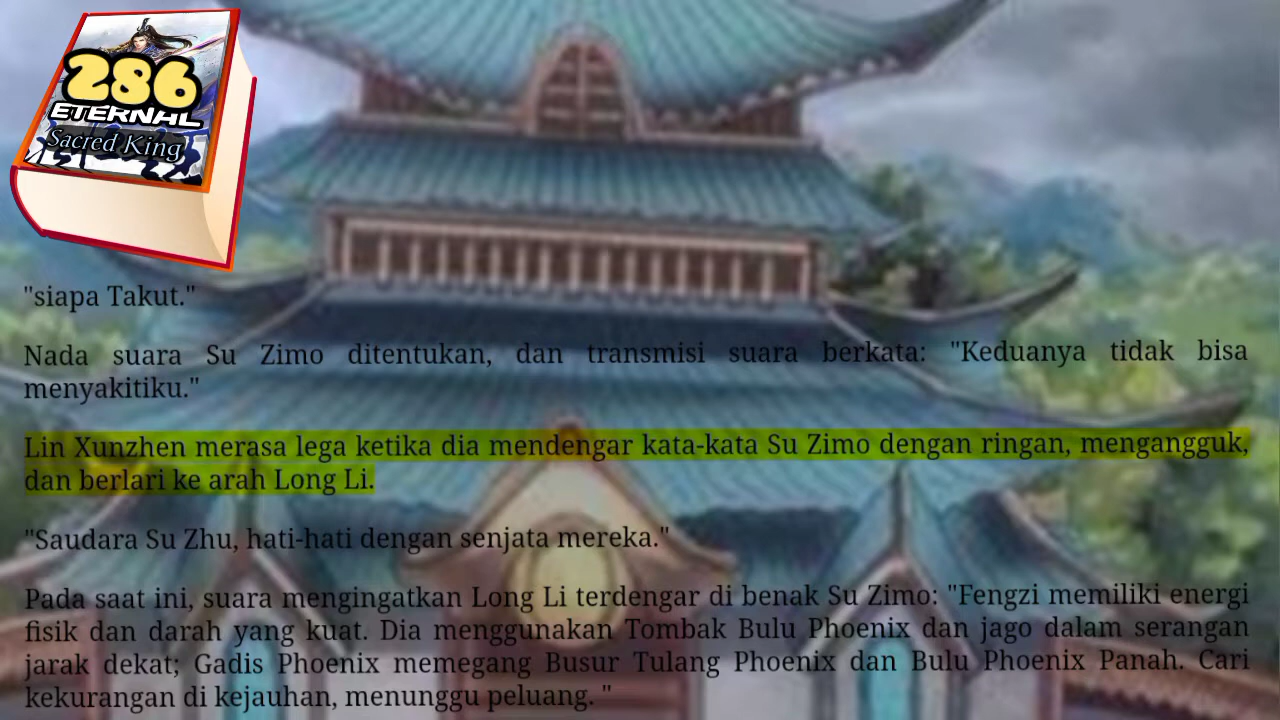 286
ETERNAL
Sacred King
"siapa Takut."
Nada suara Su Zimo ditentukan, dan transmisi suara berkata: "Keduanya tidak bisa
menyakitiku."
Lin Xunzhen merasa lega ketika dia mendengar kata-kata Su Zimo dengan ringan, mengangguk,
dan berlari ke arah Long Li.
"Saudara Su Zhu, hati-hati dengan senjata mereka."
Pada saat ini, suara mengingatkan Long Li terdengar di benak Su Zimo: "Fengzi memiliki energi
fisik dan darah yang kuat. Dia menggunakan Tombak Bulu Phoenix dan jago dalam serangan
jarak dekat; Gadis Phoenix memegang Busur Tulang Phoenix dan Bulu Phoenix Panah. Cari
kekurangan di kejauhan, menunggu peluang. "